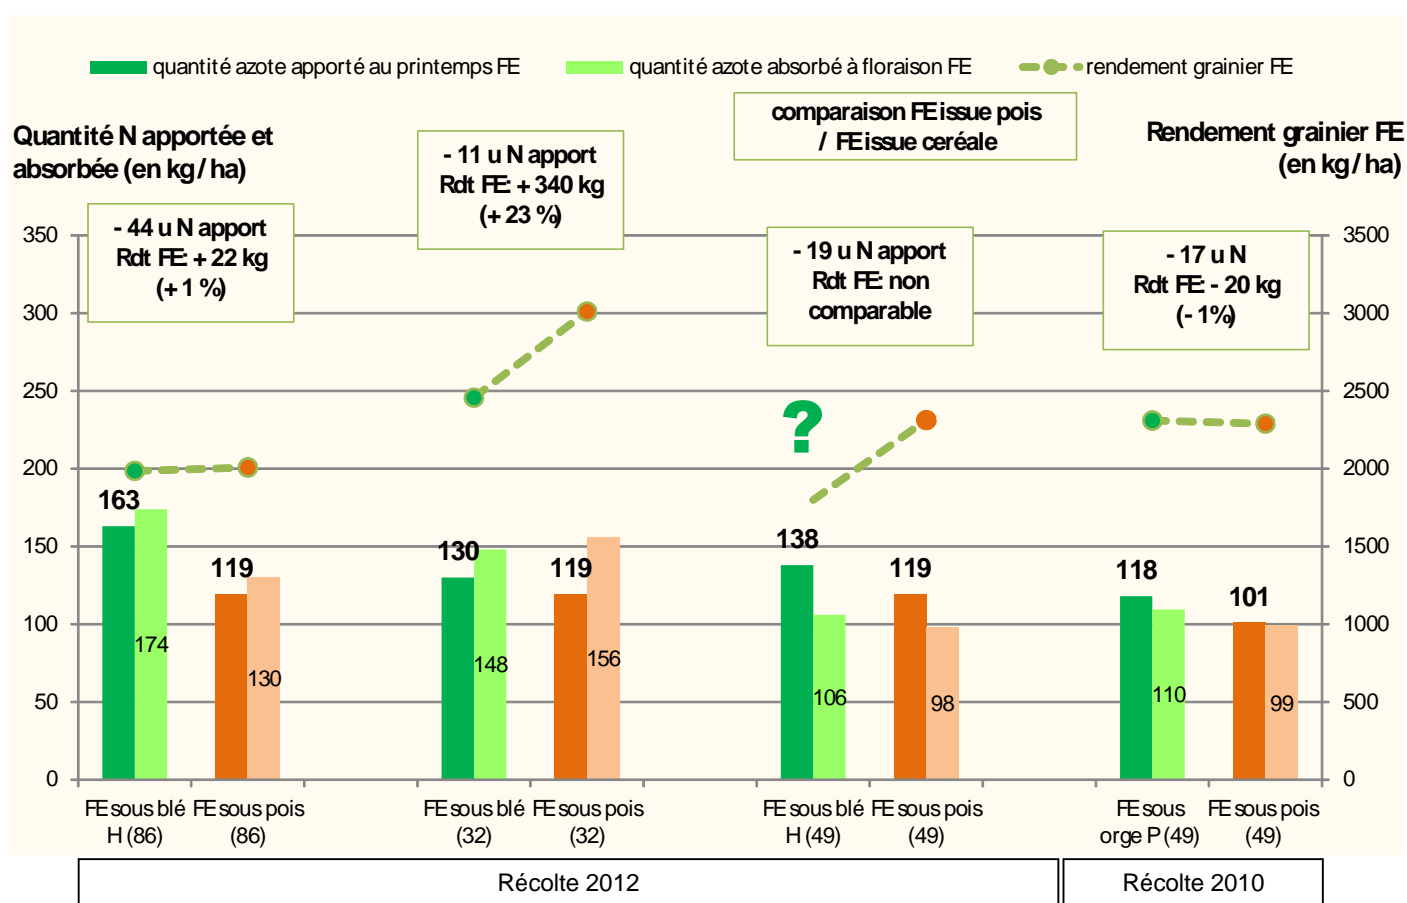 quantité azote apporté au printemps FE
quantité azote absorbé à floraison FE
rendement grainier FE
Quantité N apportée et
absorbée (en kg / ha)
comparaison FE issue pois
/ FE issue ceréale
Rendement grainier FE
(en kg / ha)
- 44 u N apport
Rdt FE: + 22 kg
(+ 1 %)
- 11 u N apport
Rdt FE: + 340 kg
(+ 23 %)
- 19 u N apport
Rdt FE: non
comparable
- 17 u N
Rdt FE: - 20 kg
(- 1%)
350
300
250
200
150
100
50
0
3500
3000
2500
2000
1500
1000
500
0
?
163
174
119
130
130
148
119
156
138
106
119
98
118
110
101
99
FE sous blé
H (86)
FE sous pois
(86)
FE sous blé
(32)
FE sous pois
(32)
FE sous blé
H (49)
FE sous pois
(49)
FE sous
orge P (49)
FE sous pois
(49)
Récolte 2012
Récolte 2010